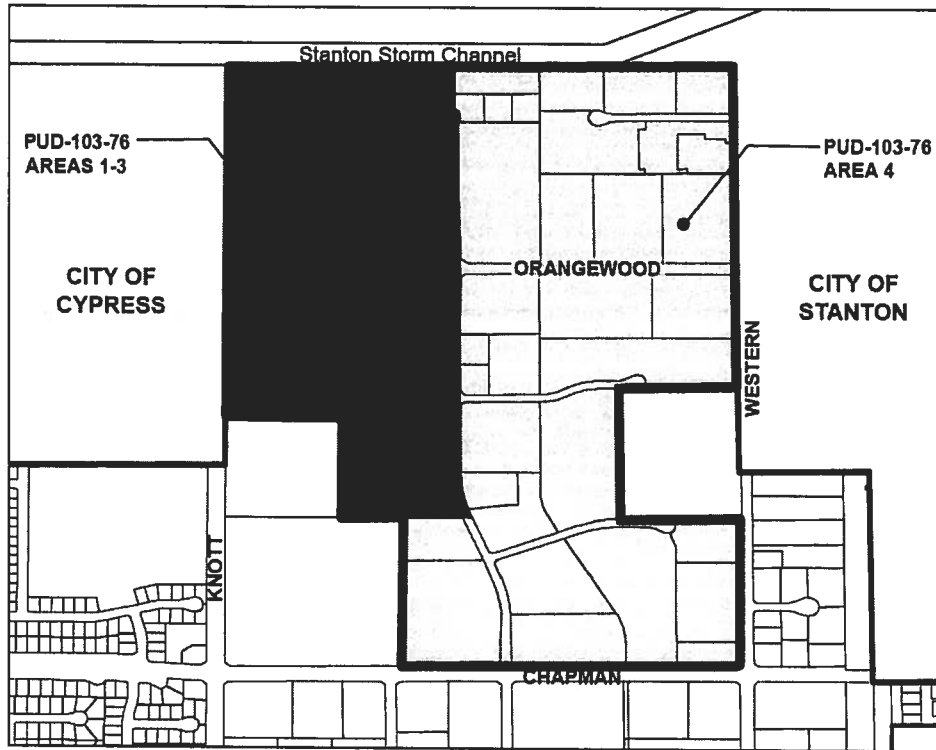 Stanton Storm Channel
PUD-103-76
AREAS 1-3
PUD-103-76
AREA 4
CITY OF
CYPRESS
ORANGEWOOD
CITY OF
STANTON
WESTERN
KNOTT
CHAPMAN